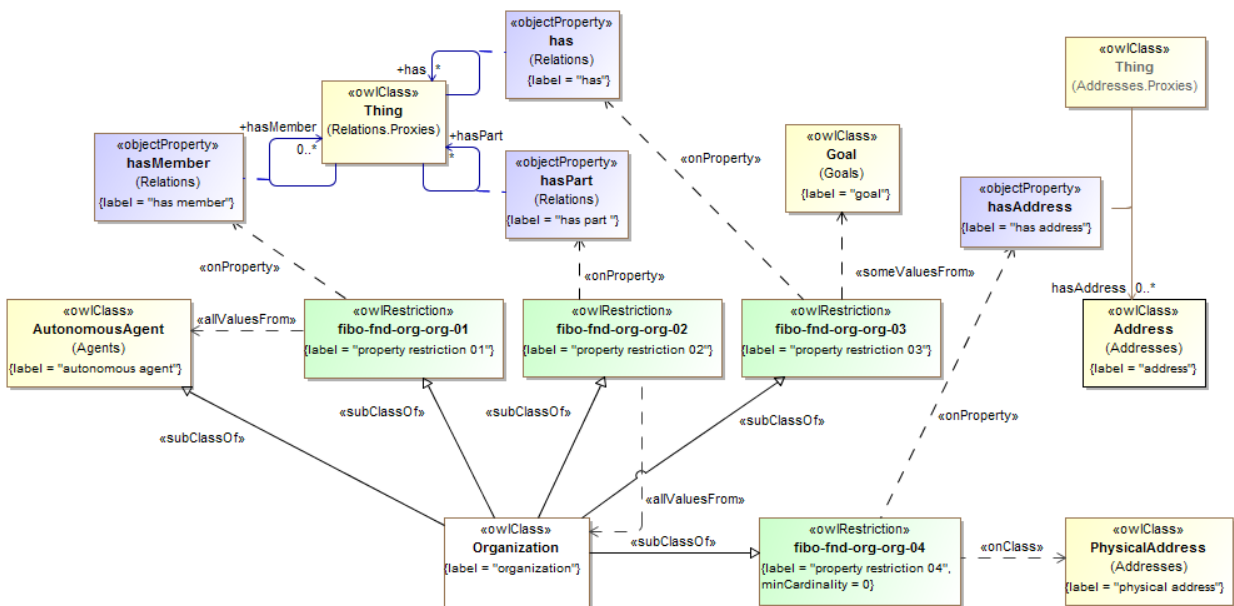 «objectProperty»
has
(Relations)
{label = "has"}
+has
*
«owlClass»
Thing
(Relations.Proxies)
«owlClass»
Thing
(Addresses.Proxies)
«objectProperty»
hasMember
(Relations)
{label = "has member"}
+hasMember
0..*
+hasPart
*
«objectProperty»
hasPart
(Relations)
{label = "has part "}
«onProperty»
«owlClass»
Goal
(Goals)
{label = "goal"}
«objectProperty»
hasAddress
(Relations)
{label = "has address"}
«onProperty»
«onProperty»
«someValuesFrom»
hasAddress
0..*
«owlClass»
AutonomousAgent
(Agents)
{label = "autonomous agent"}
«allValuesFrom»
«owlRestriction»
fibo-fnd-org-org-01
{label = "property restriction 01"}
«owlRestriction»
fibo-fnd-org-org-02
{label = "property restriction 02"}
«owlRestriction»
fibo-fnd-org-org-03
{label = "property restriction 03"}
«owlClass»
Address
(Addresses)
{label = "address"}
«subClassOf»
«subClassOf»
«subClassOf»
«subClassOf»
«onProperty»
«allValuesFrom»
«owlClass»
Organization
{label = "organization"}
«subClassOf»
«owlRestriction»
fibo-fnd-org-org-04
{label = "property restriction 04",
minCardinality = 0}
«onClass»
«owlClass»
PhysicalAddress
(Addresses)
{label = "physical address"}